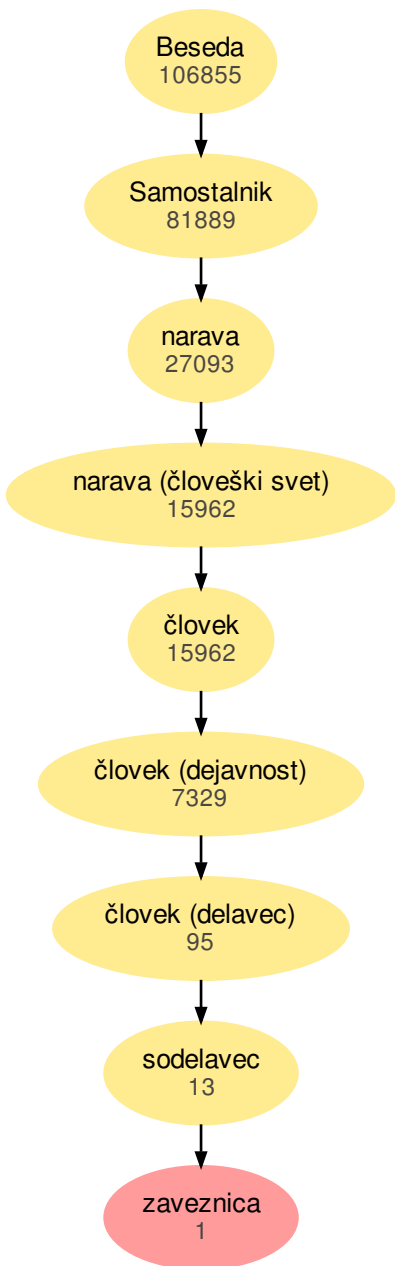 Beseda
106855
Samostalnik
81889
narava
27093
narava (človeški svet)
15962
človek
15962
človek (dejavnost)
7329
človek (delavec)
95
sodelavec
13
zaveznica
1